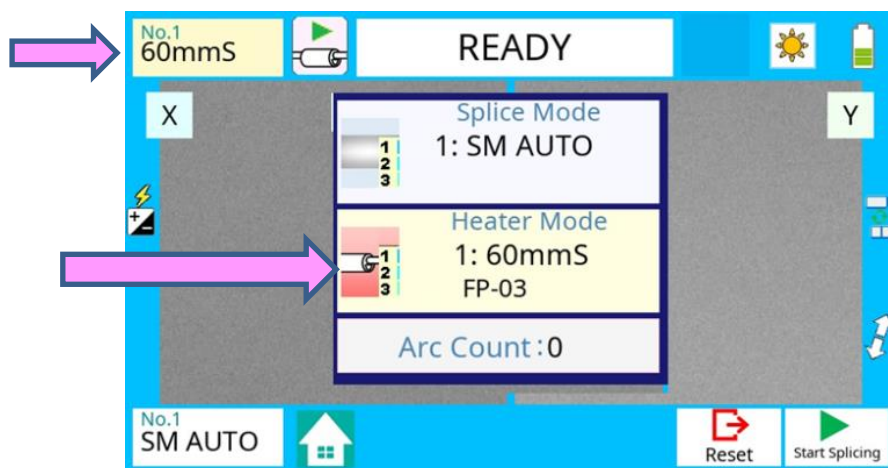 No.1
60mmS
READY
X
Y
Splice Mode
1: SM AUTO
1
2
3
Heater Mode
1: 60mmS
FP-03
1
2
3
Arc Count:0
No.1
SM AUTO
Reset
Start Splicing